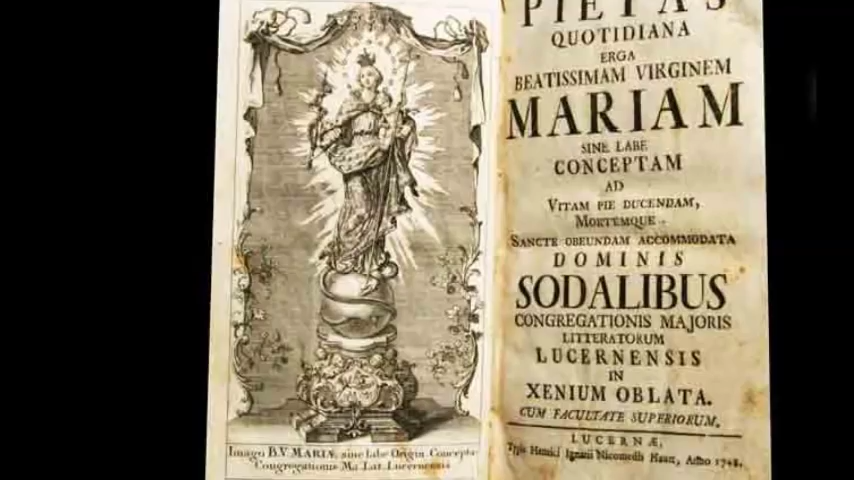 Imago B.V. MARIÆ sine labe Origin. Concepta
Congregationis Ma. Lat. Lucernensis
PIETAS
QUOTIDIANA
ERGA
BEATISSIMAM VIRGINEM
MARIAM
SINE LABE
CONCEPTAM
AD
VITAM PIE DUCENDAM,
MORTEMQUE
SANCTE OBEUNDAM ACCOMMODATA
DOMINIS
SODALIBUS
CONGREGATIONIS MAJORIS
LITTERATORUM
LUCERNENSIS
IN
XENIUM OBLATA.
CUM FACULTATE SUPERIORUM.
LUCERNÆ,
Typis Henrici Ignatii Nicomedis Hautt, Anno 1748.